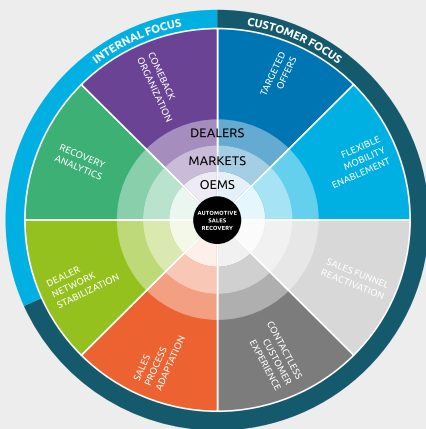 INTERNAL FOCUS
CUSTOMER FOCUS
COMEBACK
ORGANIZATION
TARGETED
OFFERS
RECOVERY
ANALYTICS
DEALERS
MARKETS
OEMS
FLEXIBLE
MOBILITY
ENABLEMENT
AUTOMOTIVE
SALES
RECOVERY
DEALER
NETWORK
STABILIZATION
SALES FUNNEL
REACTIVATION
SALES
PROCESS
ADAPTATION
CONTACTLESS
CUSTOMER
EXPERIENCE